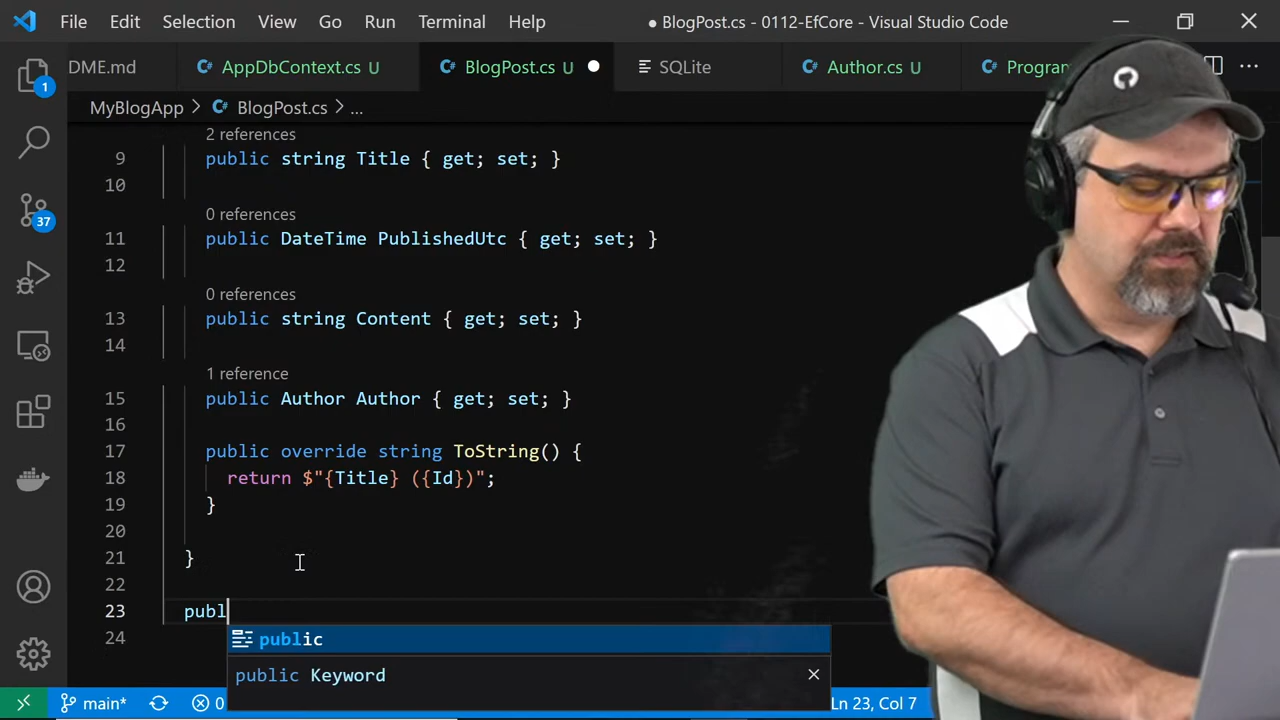 File Edit Selection View Go Run Terminal Help ● BlogPost.cs - 0112-EfCore - Visual Studio Code
DME.md AppDbContext.cs U BlogPost.cs U SQLite Author.cs U Program
MyBlogApp > BlogPost.cs > ...
2 references
9 public string Title { get; set; }
10
0 references
11 public DateTime PublishedUtc { get; set; }
12
0 references
13 public string Content { get; set; }
14
1 reference
15 public Author Author { get; set; }
16
17 public override string ToString() {
18 return $"{Title} ({Id})";
19 }
20
21 }
22
23 publ
24
public
public Keyword
1
37
main* 0 Ln 23, Col 7